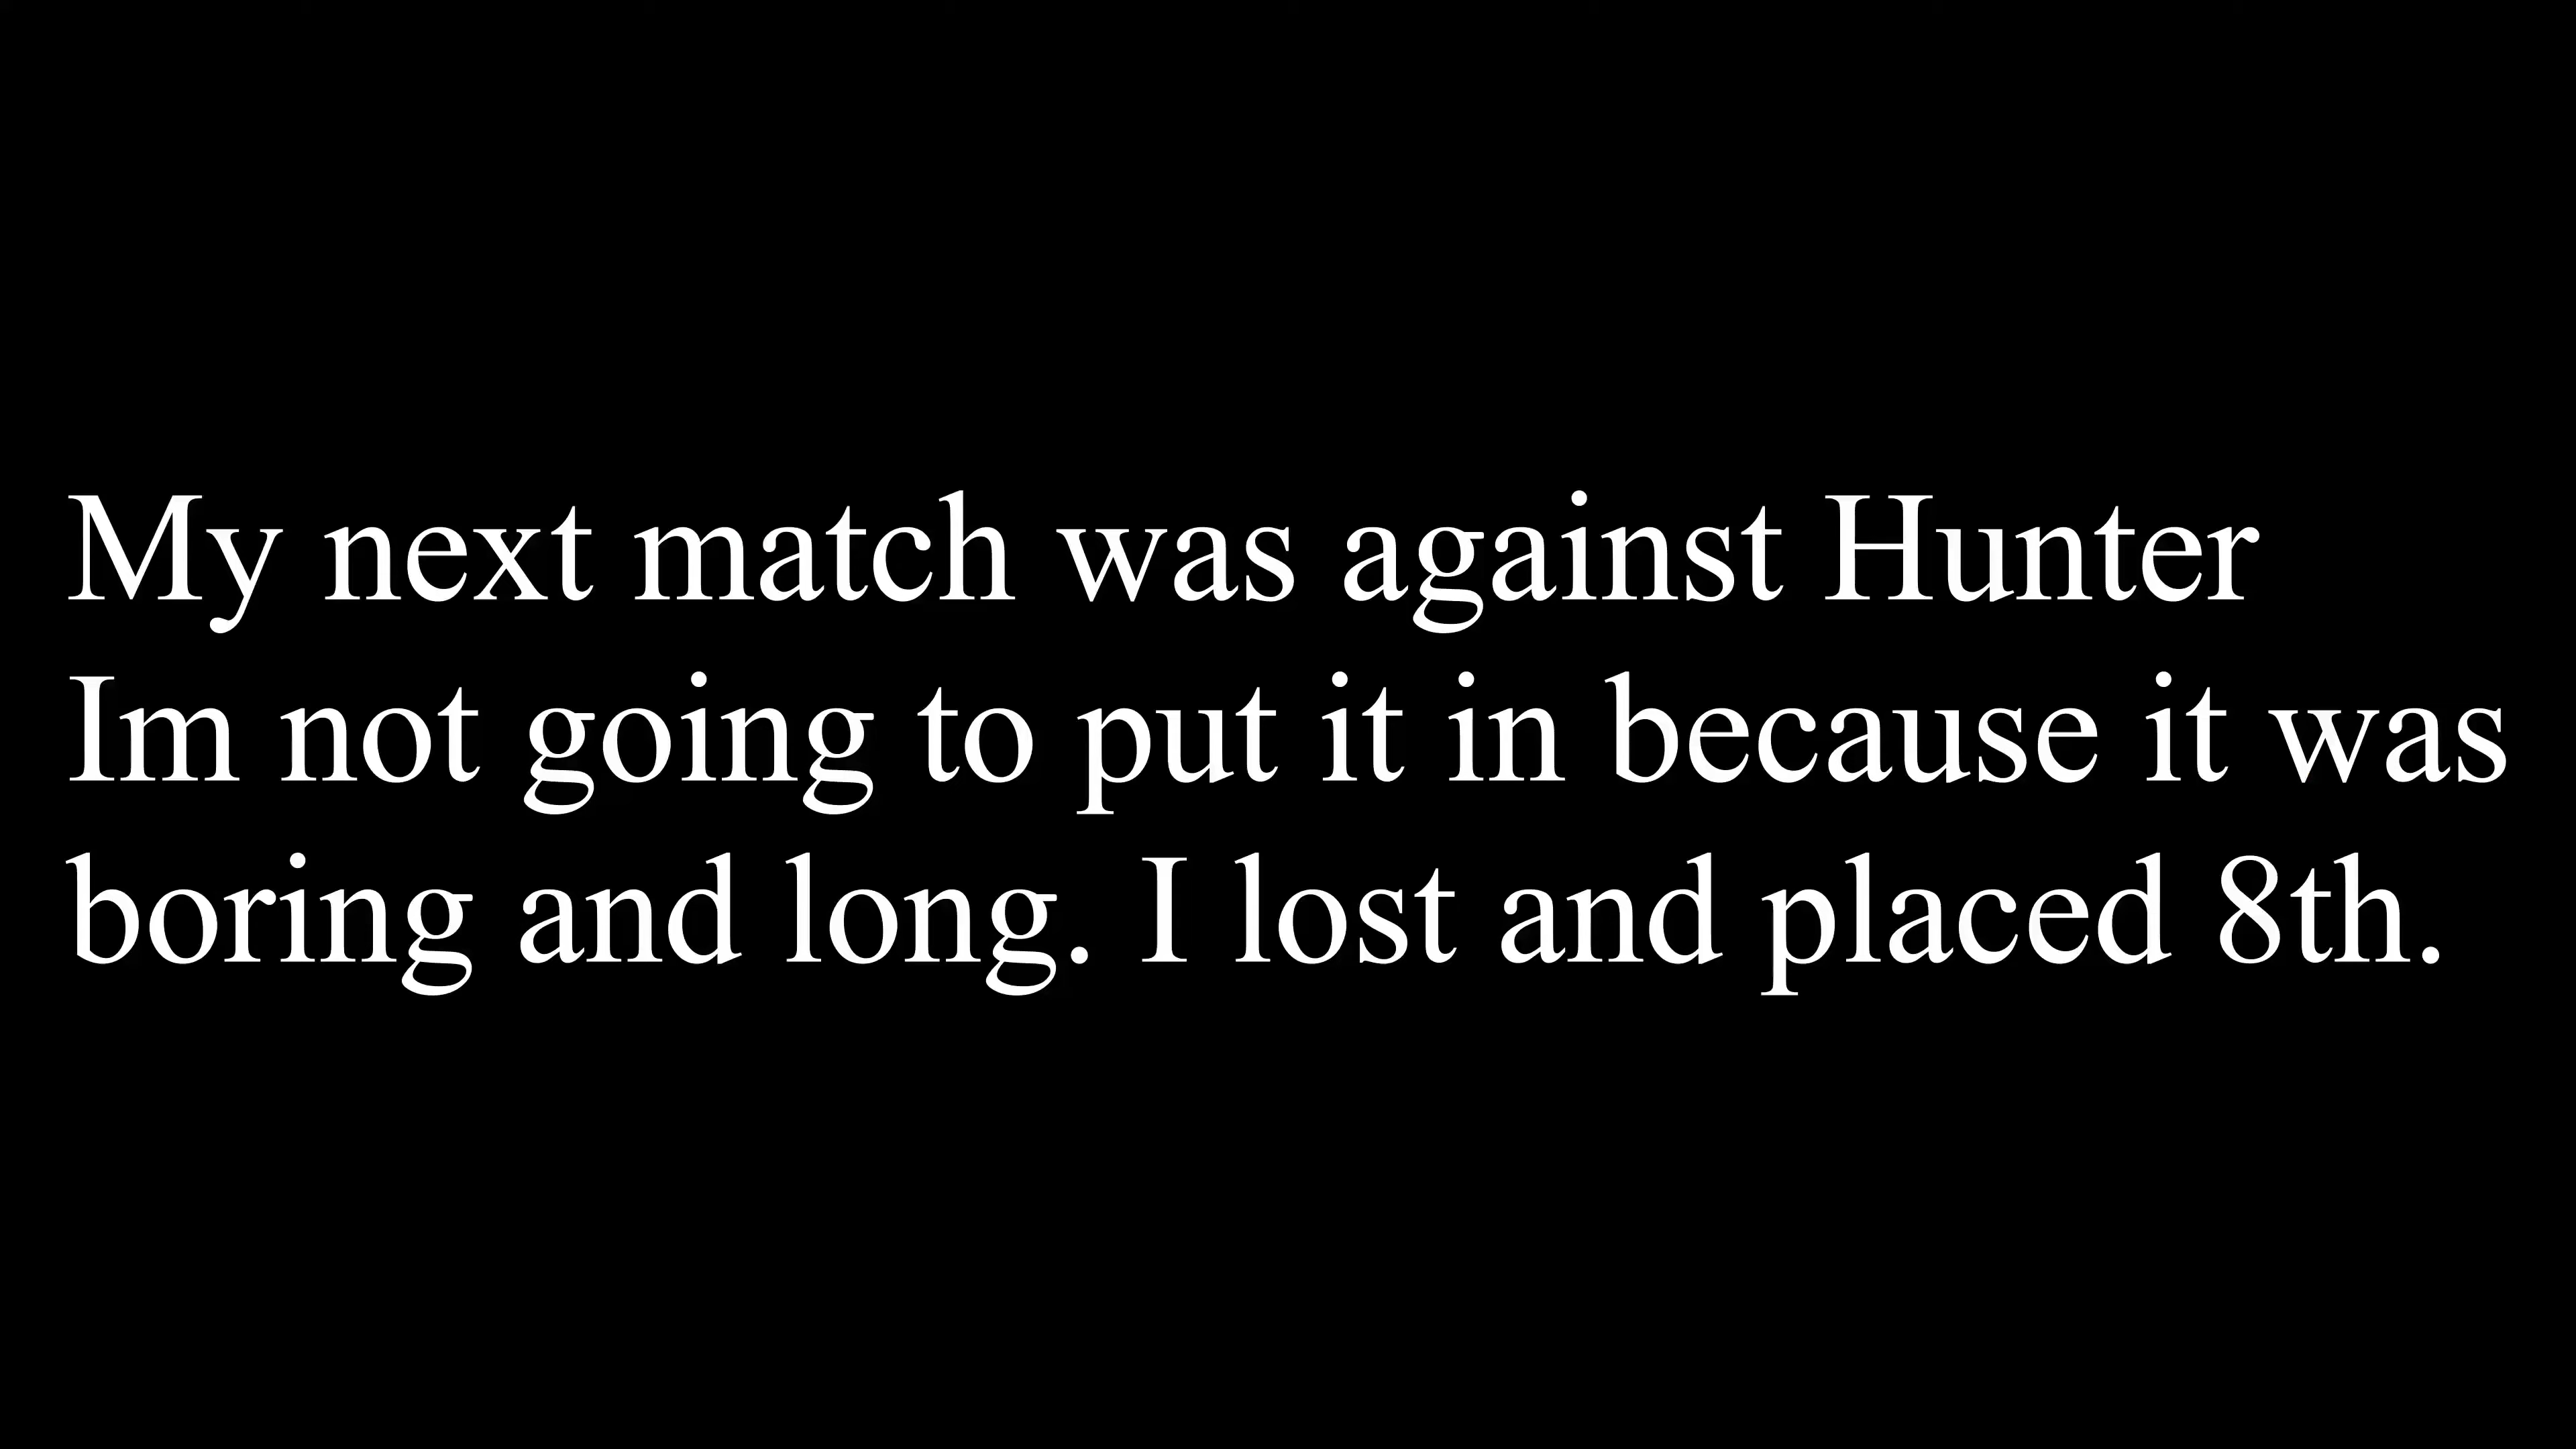 My next match was against Hunter
Im not going to put it in because it was
boring and long. I lost and placed 8th.